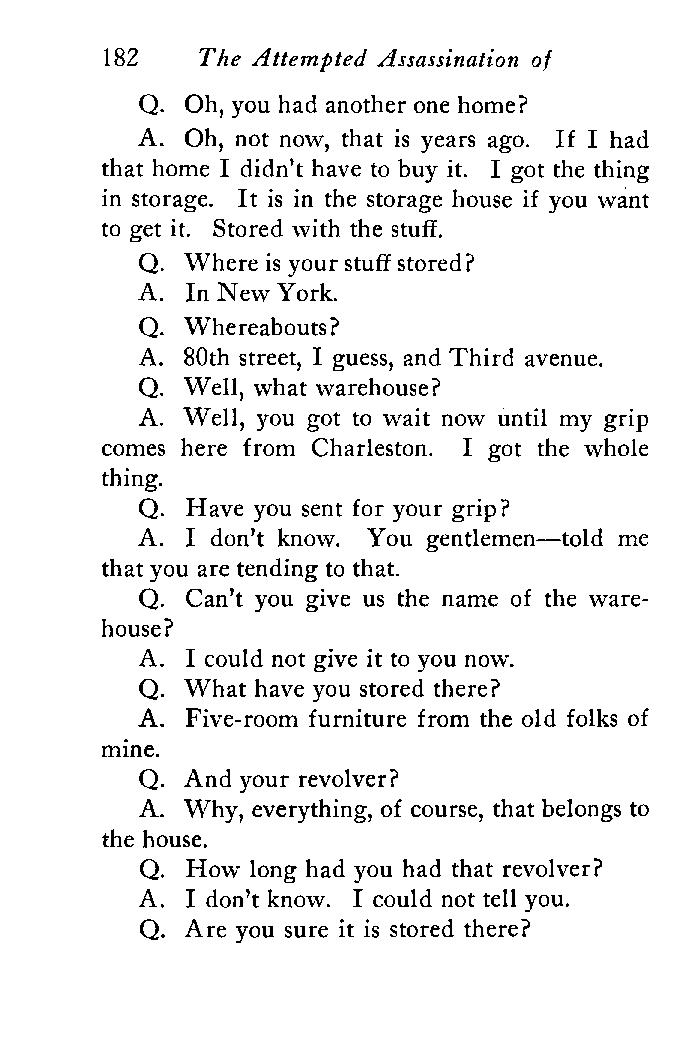 182 The Attempted Assassination of
Q. Oh, you had another one home?
A. Oh, not now, that is years ago. If I had
that home I didn't have to buy it. I got the thing
in storage. It is in the storage house if you want
to get it. Stored with the stuff.
Q. Where is your stuff stored?
A. In New York.
Q. Whereabouts?
A. 80th street, I guess, and Third avenue.
Q. Well, what warehouse?
A. Well, you got to wait now until my grip
comes here from Charleston. I got the whole
thing.
Q. Have you sent for your grip?
A. I don't know. You gentlemen—told me
that you are tending to that.
Q. Can't you give us the name of the ware-
house?
A. I could not give it to you now.
Q. What have you stored there?
A. Five-room furniture from the old folks of
mine.
Q. And your revolver?
A. Why, everything, of course, that belongs to
the house.
Q. How long had you had that revolver?
A. I don't know. I could not tell you.
Q. Are you sure it is stored there?